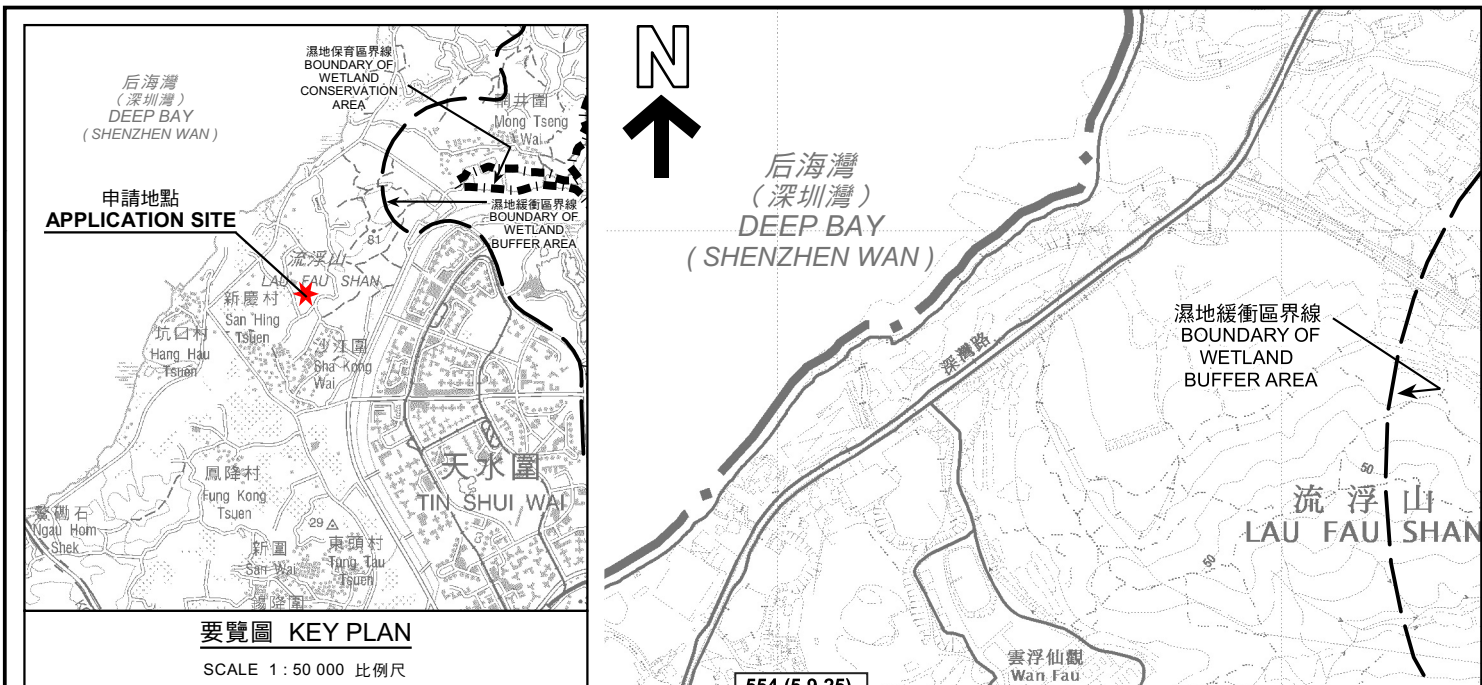 濕地保育區界線
BOUNDARY OF
WETLAND
CONSERVATION
AREA
后海灣
（深圳灣）
DEEP BAY
( SHENZHEN WAN )
輞井圍
Mong Tseng
Wai
申請地點
APPLICATION SITE
濕地緩衝區界線
BOUNDARY OF
WETLAND
BUFFER AREA
81
流浮山
LAU FAU SHAN
新慶村
San Hing
Tsuen
坑口村
Hang Hau
Tsuen
沙江圍
Sha Kong
Wai
天水圍
TIN SHUI WAI
鳳降村
Fung Kong
Tsuen
鰲磡石
Ngau Hom
Shek
29
新圍
San Wai
東頭村
Tung Tau
Tsuen
錫降圍
要覽圖 KEY PLAN
SCALE 1 : 50 000 比例尺
N
后海灣
（深圳灣）
DEEP BAY
( SHENZHEN WAN )
深灣路
濕地緩衝區界線
BOUNDARY OF
WETLAND
BUFFER AREA
50
流浮山
LAU FAU SHAN
50
雲浮仙觀
Wan Fau
554 (5.9.25)